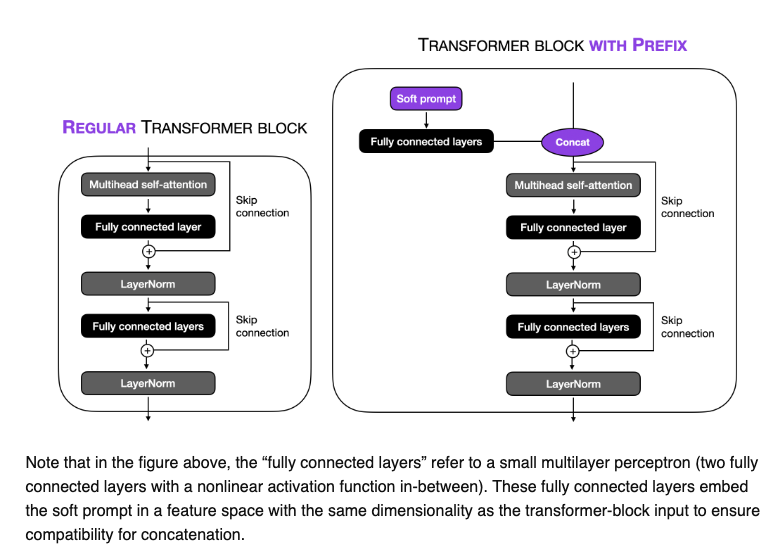 TRANSFORMER BLOCK WITH PREFIX
Soft prompt
Fully connected layers
Concat
REGULAR TRANSFORMER BLOCK
Multihead self-attention
Fully connected layer
Skip
connection
+
LayerNorm
Fully connected layers
Skip
connection
+
LayerNorm
Multihead self-attention
Fully connected layer
Skip
connection
+
LayerNorm
Fully connected layers
Skip
connection
+
LayerNorm
Note that in the figure above, the “fully connected layers” refer to a small multilayer perceptron (two fully
connected layers with a nonlinear activation function in-between). These fully connected layers embed
the soft prompt in a feature space with the same dimensionality as the transformer-block input to ensure
compatibility for concatenation.